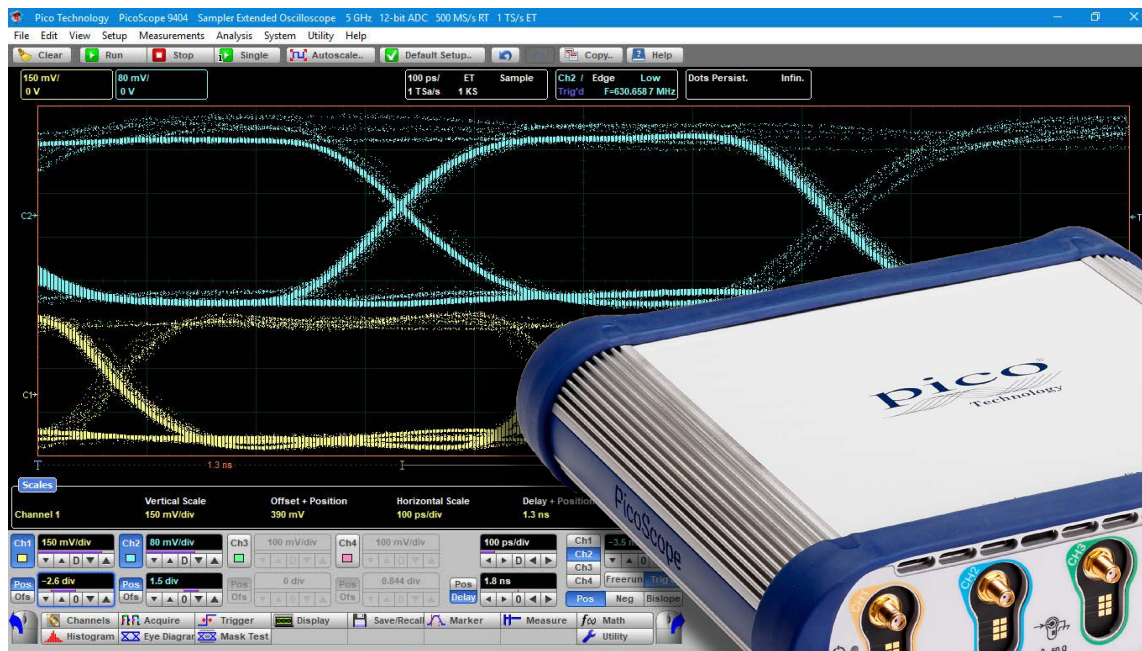 Pico Technology PicoScope 9404 Sampler Extended Oscilloscope 5 GHz 12-bit ADC 500 MS/s RT 1 TS/s ET
File Edit View Setup Measurements Analysis System Utility Help
Clear Run Stop Single Autoscale.. Default Setup.. Copy.. Help
150 mV/ 80 mV/ 100 ps/ ET Sample Ch2 / Edge Low Dots Persist. Infin.
0 V 0 V 1 TSa/s 1 KS Trig'd F=630.658 7 MHz
C2
T
C1
T 1.3 ns
Scales
Vertical Scale Offset + Position Horizontal Scale Delay + Position
Channel 1 150 mV/div 390 mV 100 ps/div 1.3 ns
Ch1 150 mV/div Ch2 80 mV/div Ch3 100 mV/div Ch4 100 mV/div 100 ps/div Ch1
D D D D Ch2
Ch3
Pos −2.6 div Pos 1.5 div Pos 0 div Pos 0.844 div Pos 1.8 ns Ch4 Freerun Trig
Ofs 0 Ofs 0 Ofs 0 Ofs 0 Delay 0 Pos Neg Bislope
Channels Acquire Trigger Display Save/Recall Marker Measure f(x) Math
Histogram Eye Diagram Mask Test Utility
pico
Technology
PicoScope
CH1
CH2
CH3